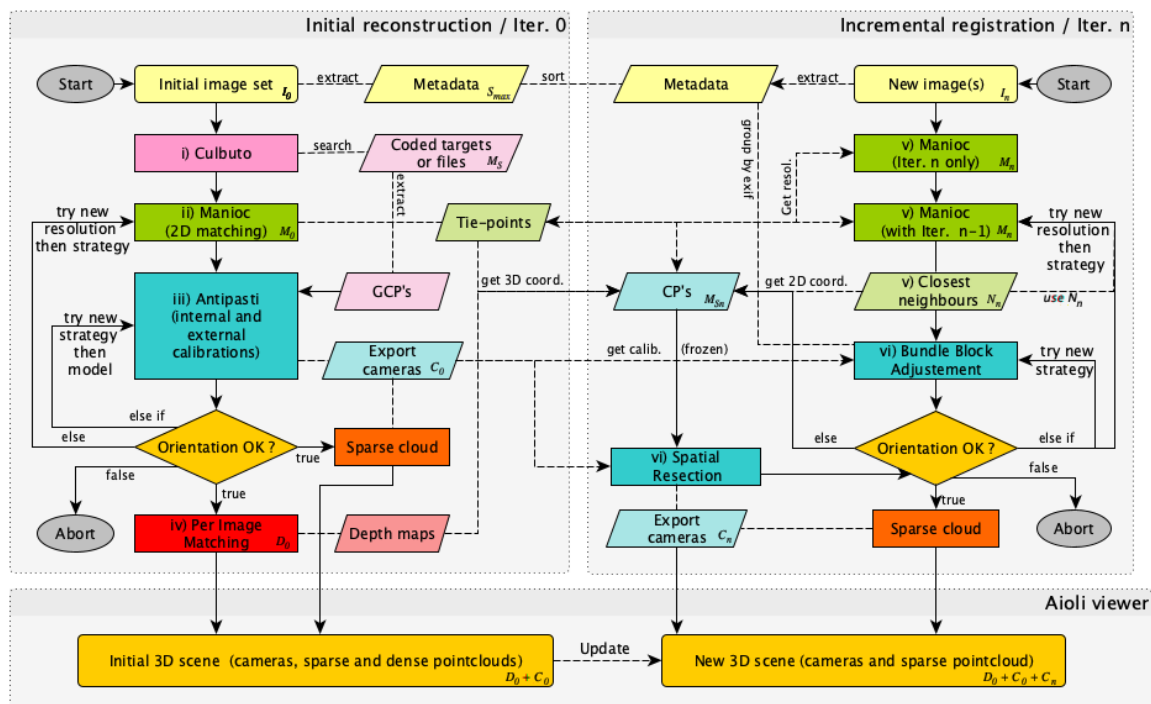 Initial reconstruction / Iter. 0
Start
Initial image set I0
extract
Metadata Smax
sort
i) Culbuto
search
Coded targets
or files MS
extract
try new
resolution
then strategy
ii) Manioc
(2D matching) M0
Tie-points
iii) Antipasti
(internal and
external
calibrations)
GCP's
get 3D coord.
try new
strategy
then
model
Export
cameras C0
else if
else
Orientation OK ?
true
Sparse cloud
false
true
Abort
iv) Per Image
Matching D0
Depth maps
Incremental registration / Iter. n
Metadata
extract
New image(s)
In
Start
group by exif
v) Manioc
(Iter. n only) Mn
Get resol.
v) Manioc
(with Iter. n-1) Mn
try new
resolution
then
strategy
CP's
MSn
get 2D coord.
v) Closest
neighbours Nn
use Nn
get calib. (frozen)
vi) Bundle Block
Adjustement
try new
strategy
else
Orientation OK ?
else if
vi) Spatial
Resection
false
true
Export
cameras Cn
Sparse cloud
Abort
Aioli viewer
Initial 3D scene (cameras, sparse and dense pointclouds)
D0 + C0
Update
New 3D scene (cameras and sparse pointcloud)
D0 + C0 + Cn